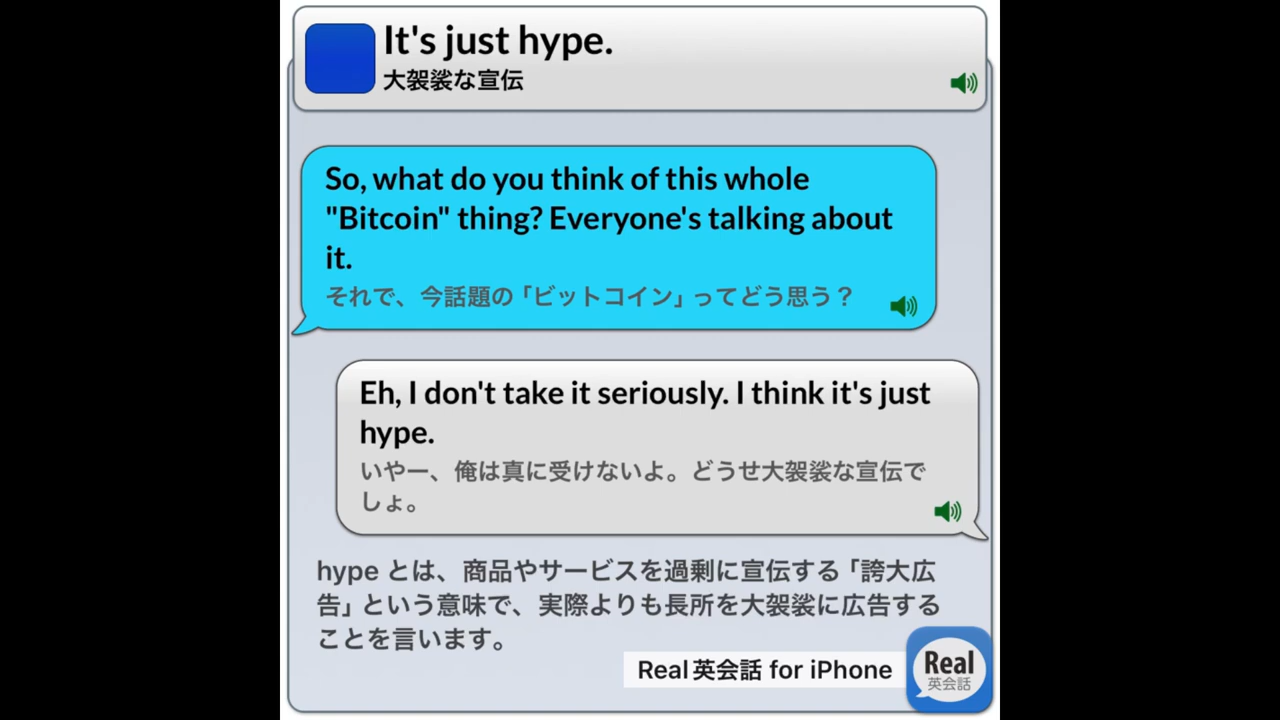 It's just hype.
大袈裟な宣伝
So, what do you think of this whole
"Bitcoin" thing? Everyone's talking about
it.
それで、今話題の「ビットコイン」ってどう思う？
Eh, I don't take it seriously. I think it's just
hype.
いやー、俺は真に受けないよ。どうせ大袈裟な宣伝で
しょ。
hype とは、商品やサービスを過剰に宣伝する「誇大広
告」という意味で、実際よりも長所を大袈裟に広告する
ことを言います。
Real英会話 for iPhone
Real
英会話